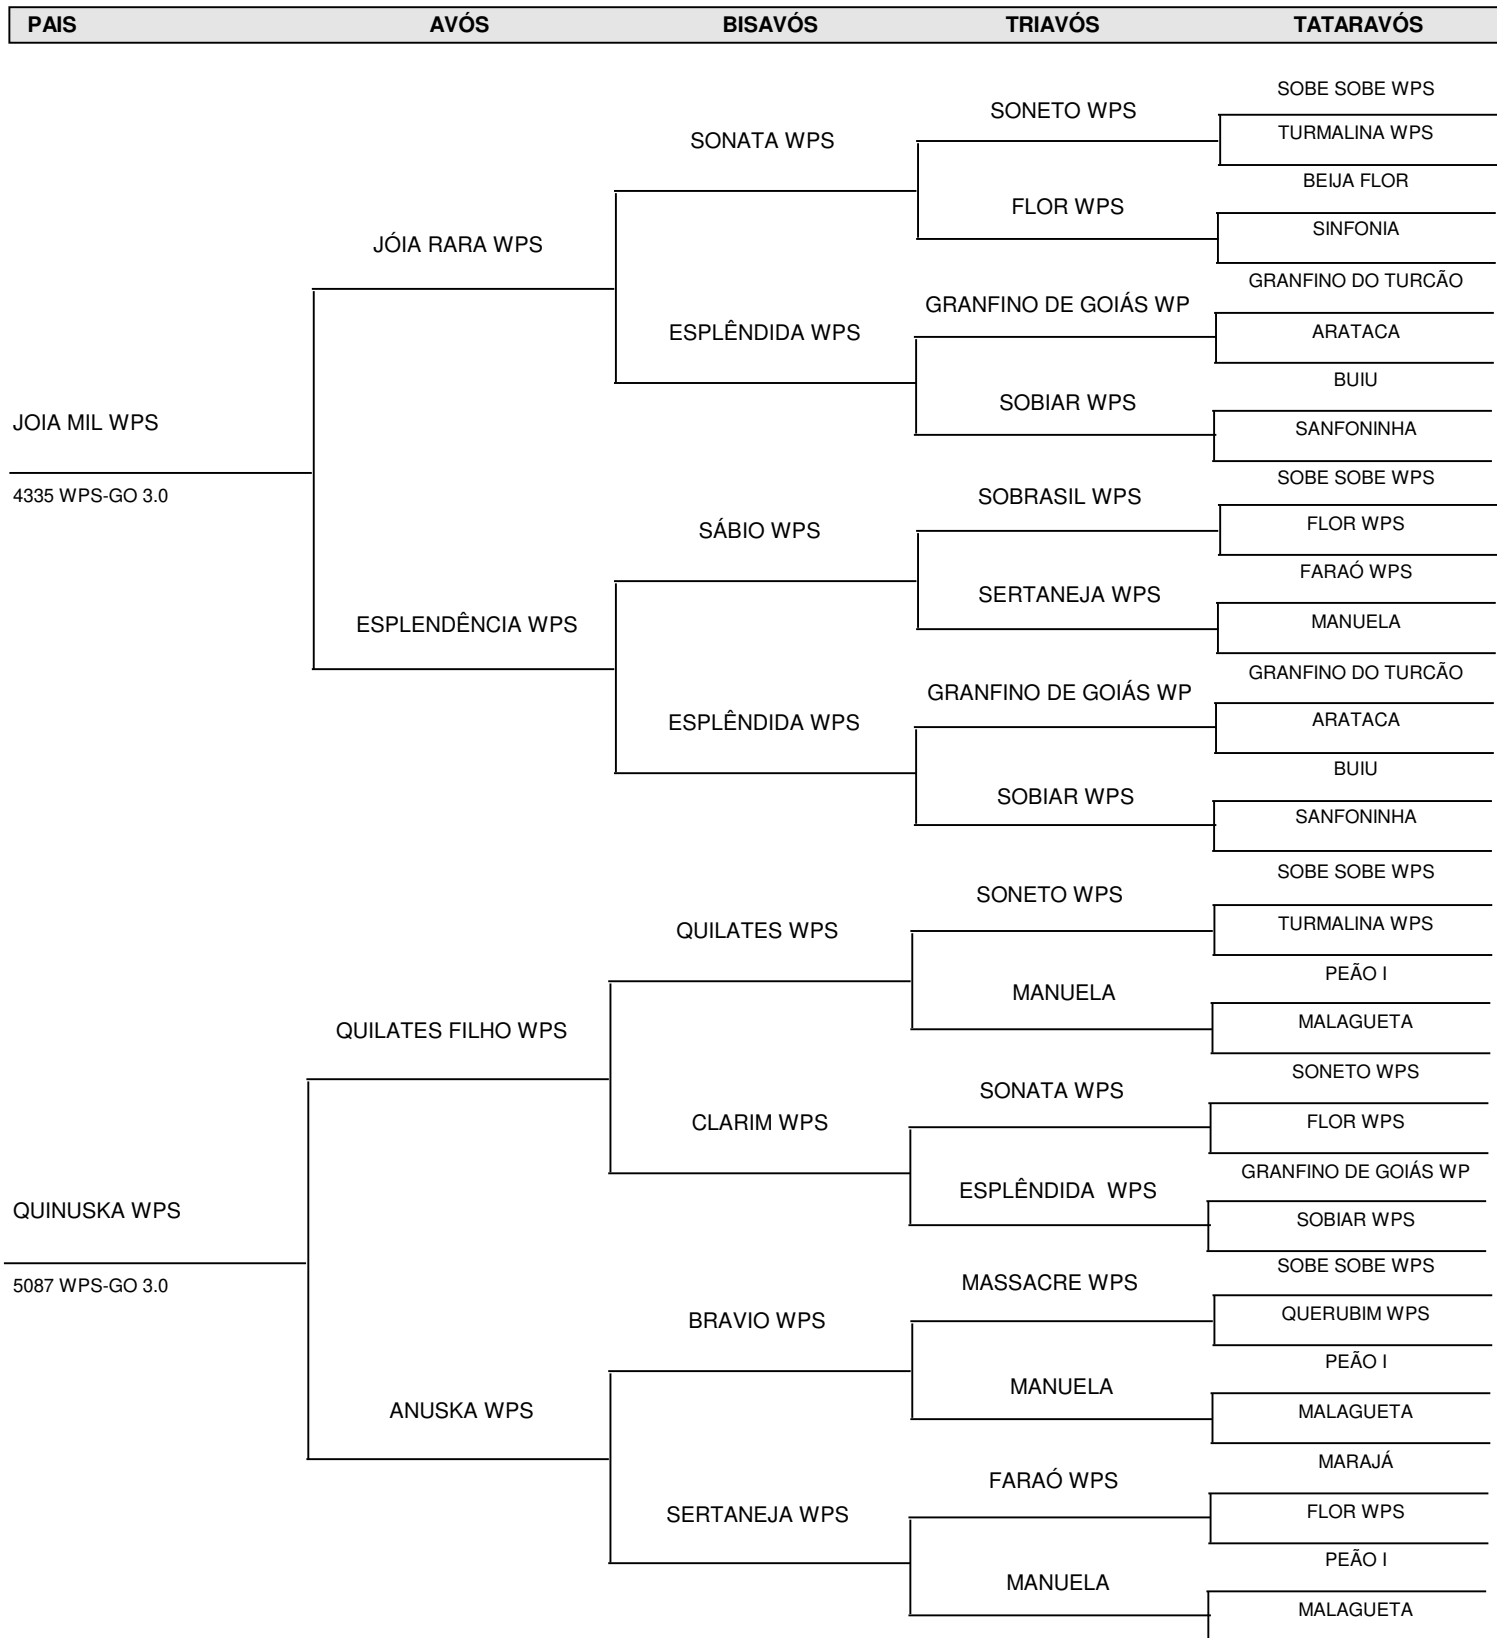 PAIS AVÓS BISAVÓS TRIAVÓS TATARAVÓS
SOBE SOBE WPS
SONETO WPS
TURMALINA WPS
SONATA WPS
BEIJA FLOR
FLOR WPS
SINFONIA
JÓIA RARA WPS
GRANFINO DO TURCÃO
GRANFINO DE GOIÁS WP
ARATACA
ESPLÊNDIDA WPS
BUIU
SOBIAR WPS
SANFONINHA
JOIA MIL WPS
4335 WPS-GO 3.0
SOBE SOBE WPS
SOBRASIL WPS
FLOR WPS
SÁBIO WPS
FARAÓ WPS
SERTANEJA WPS
MANUELA
ESPLENDÊNCIA WPS
GRANFINO DO TURCÃO
GRANFINO DE GOIÁS WP
ARATACA
ESPLÊNDIDA WPS
BUIU
SOBIAR WPS
SANFONINHA
SOBE SOBE WPS
SONETO WPS
TURMALINA WPS
QUILATES WPS
PEÃO I
MANUELA
MALAGUETA
QUILATES FILHO WPS
SONETO WPS
SONATA WPS
FLOR WPS
CLARIM WPS
GRANFINO DE GOIÁS WP
ESPLÊNDIDA WPS
SOBIAR WPS
QUINUSKA WPS
5087 WPS-GO 3.0
SOBE SOBE WPS
MASSACRE WPS
QUERUBIM WPS
BRAVIO WPS
PEÃO I
MANUELA
MALAGUETA
ANUSKA WPS
MARAJÁ
FARAÓ WPS
FLOR WPS
SERTANEJA WPS
PEÃO I
MANUELA
MALAGUETA